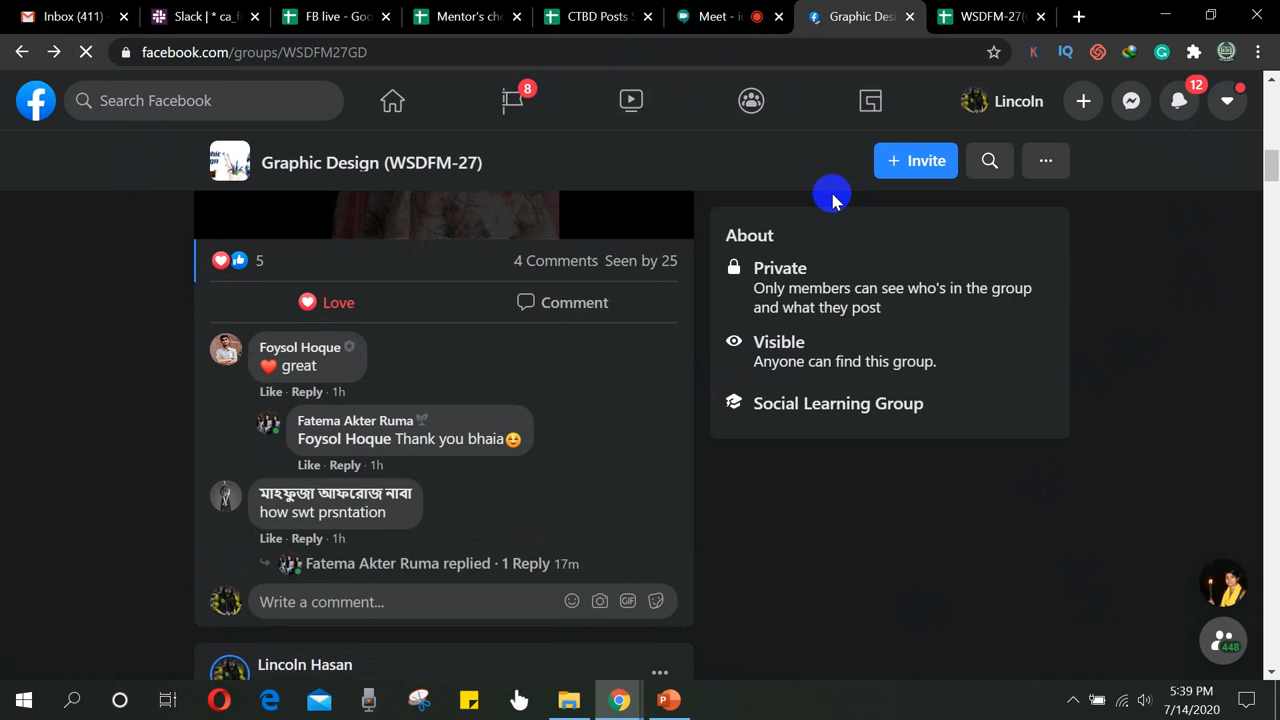 Inbox (411)
Slack | * ca_f
FB live - Goo
Mentor's che
CTBD Posts S
Meet - iu
Graphic Desi
WSDFM-27(
facebook.com/groups/WSDFM27GD
Search Facebook
8
Lincoln
12
Graphic Design (WSDFM-27)
+ Invite
5
4 Comments Seen by 25
Love
Comment
Foysol Hoque
great
Like · Reply · 1h
Fatema Akter Ruma
Foysol Hoque Thank you bhaia
Like · Reply · 1h
মাহফুজা আফরোজ নাবা
how swt prsntation
Like · Reply · 1h
Fatema Akter Ruma replied · 1 Reply 17m
Write a comment...
GIF
Lincoln Hasan
About
Private
Only members can see who's in the group
and what they post
Visible
Anyone can find this group.
Social Learning Group
448
5:39 PM
7/14/2020